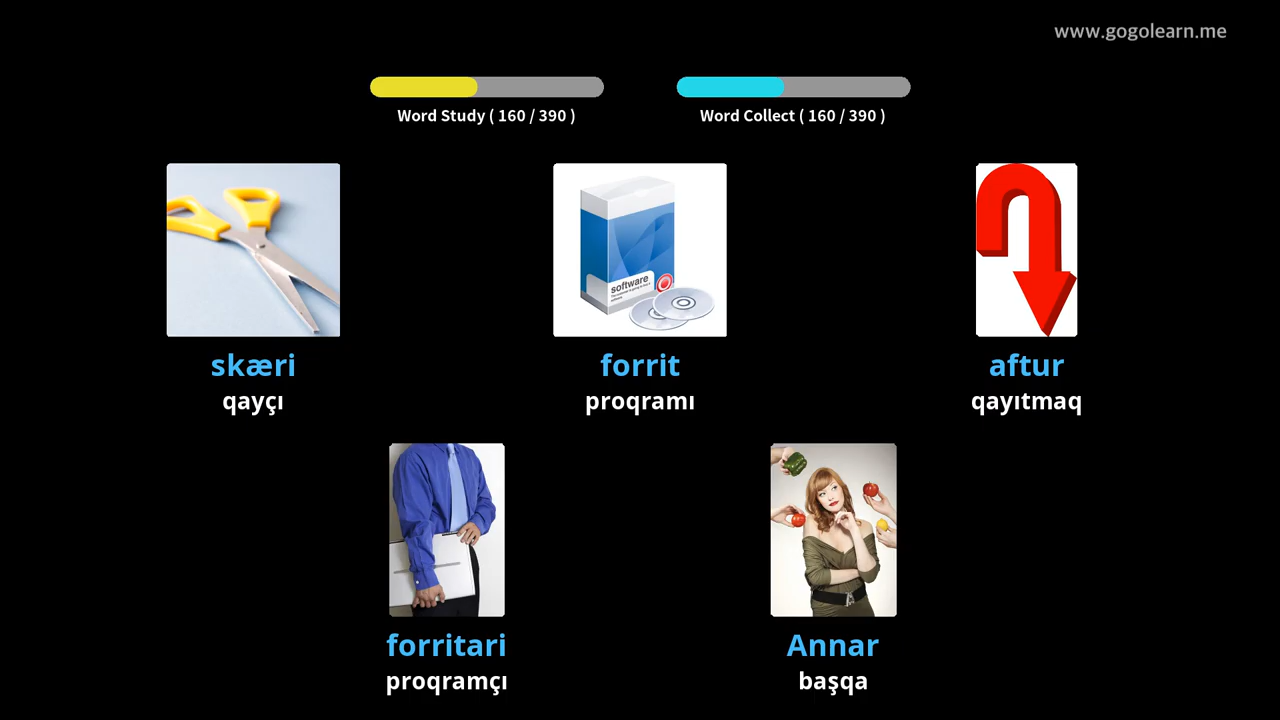 www.gogolearn.me
Word Study ( 160 / 390 )
Word Collect ( 160 / 390 )
software
skæri
qayçı
forrit
proqramı
aftur
qayıtmaq
forritari
proqramçı
Annar
başqa